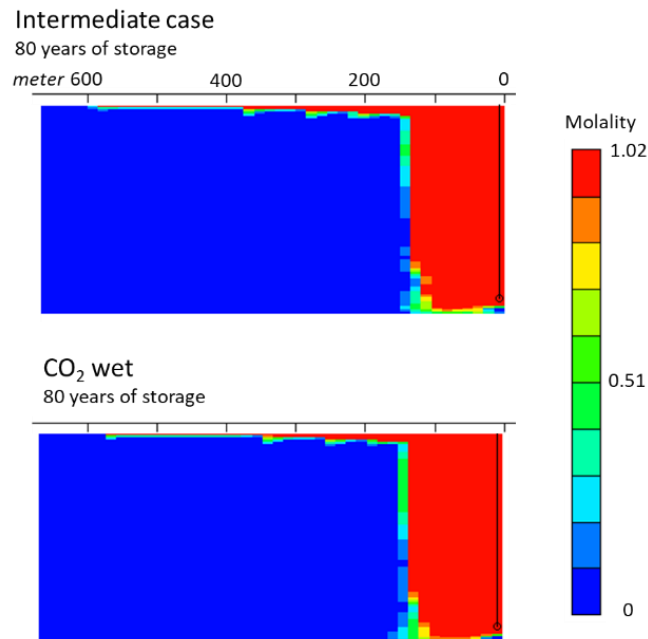 Intermediate case
80 years of storage
meter 600 400 200 0
Molality
1.02
0.51
0
CO₂ wet
80 years of storage